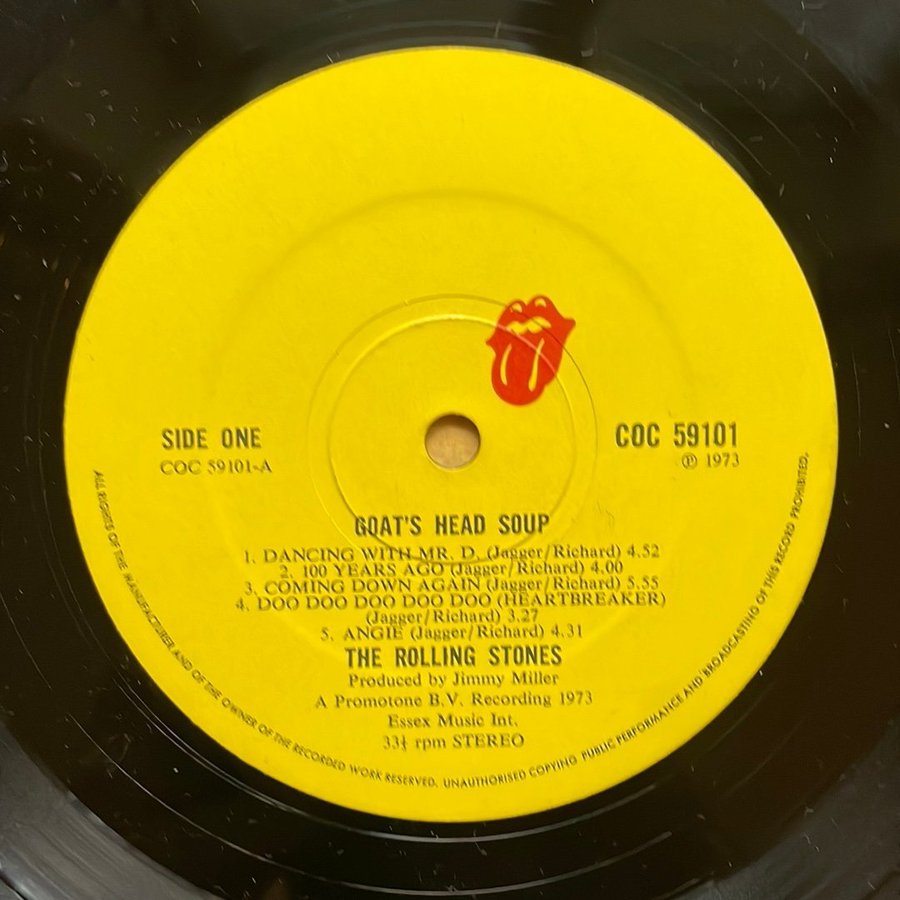 SIDE ONE
COC 59101-A
COC 59101
℗ 1973
GOAT'S HEAD SOUP
1. DANCING WITH MR. D. (Jagger/Richard) 4.52
2. 100 YEARS AGO (Jagger/Richard) 4.00
3. COMING DOWN AGAIN (Jagger/Richard) 5.55
4. DOO DOO DOO DOO DOO (HEARTBREAKER)
(Jagger/Richard) 3.27
5. ANGIE (Jagger/Richard) 4.31
THE ROLLING STONES
Produced by Jimmy Miller
A Promotone B.V. Recording 1973
Essex Music Int.
33⅓ rpm STEREO
ALL RIGHTS OF THE MANUFACTURER AND OF THE OWNER OF THE RECORDED WORK RESERVED. UNAUTHORISED COPYING PUBLIC PERFORMANCE AND BROADCASTING OF THIS RECORD PROHIBITED.